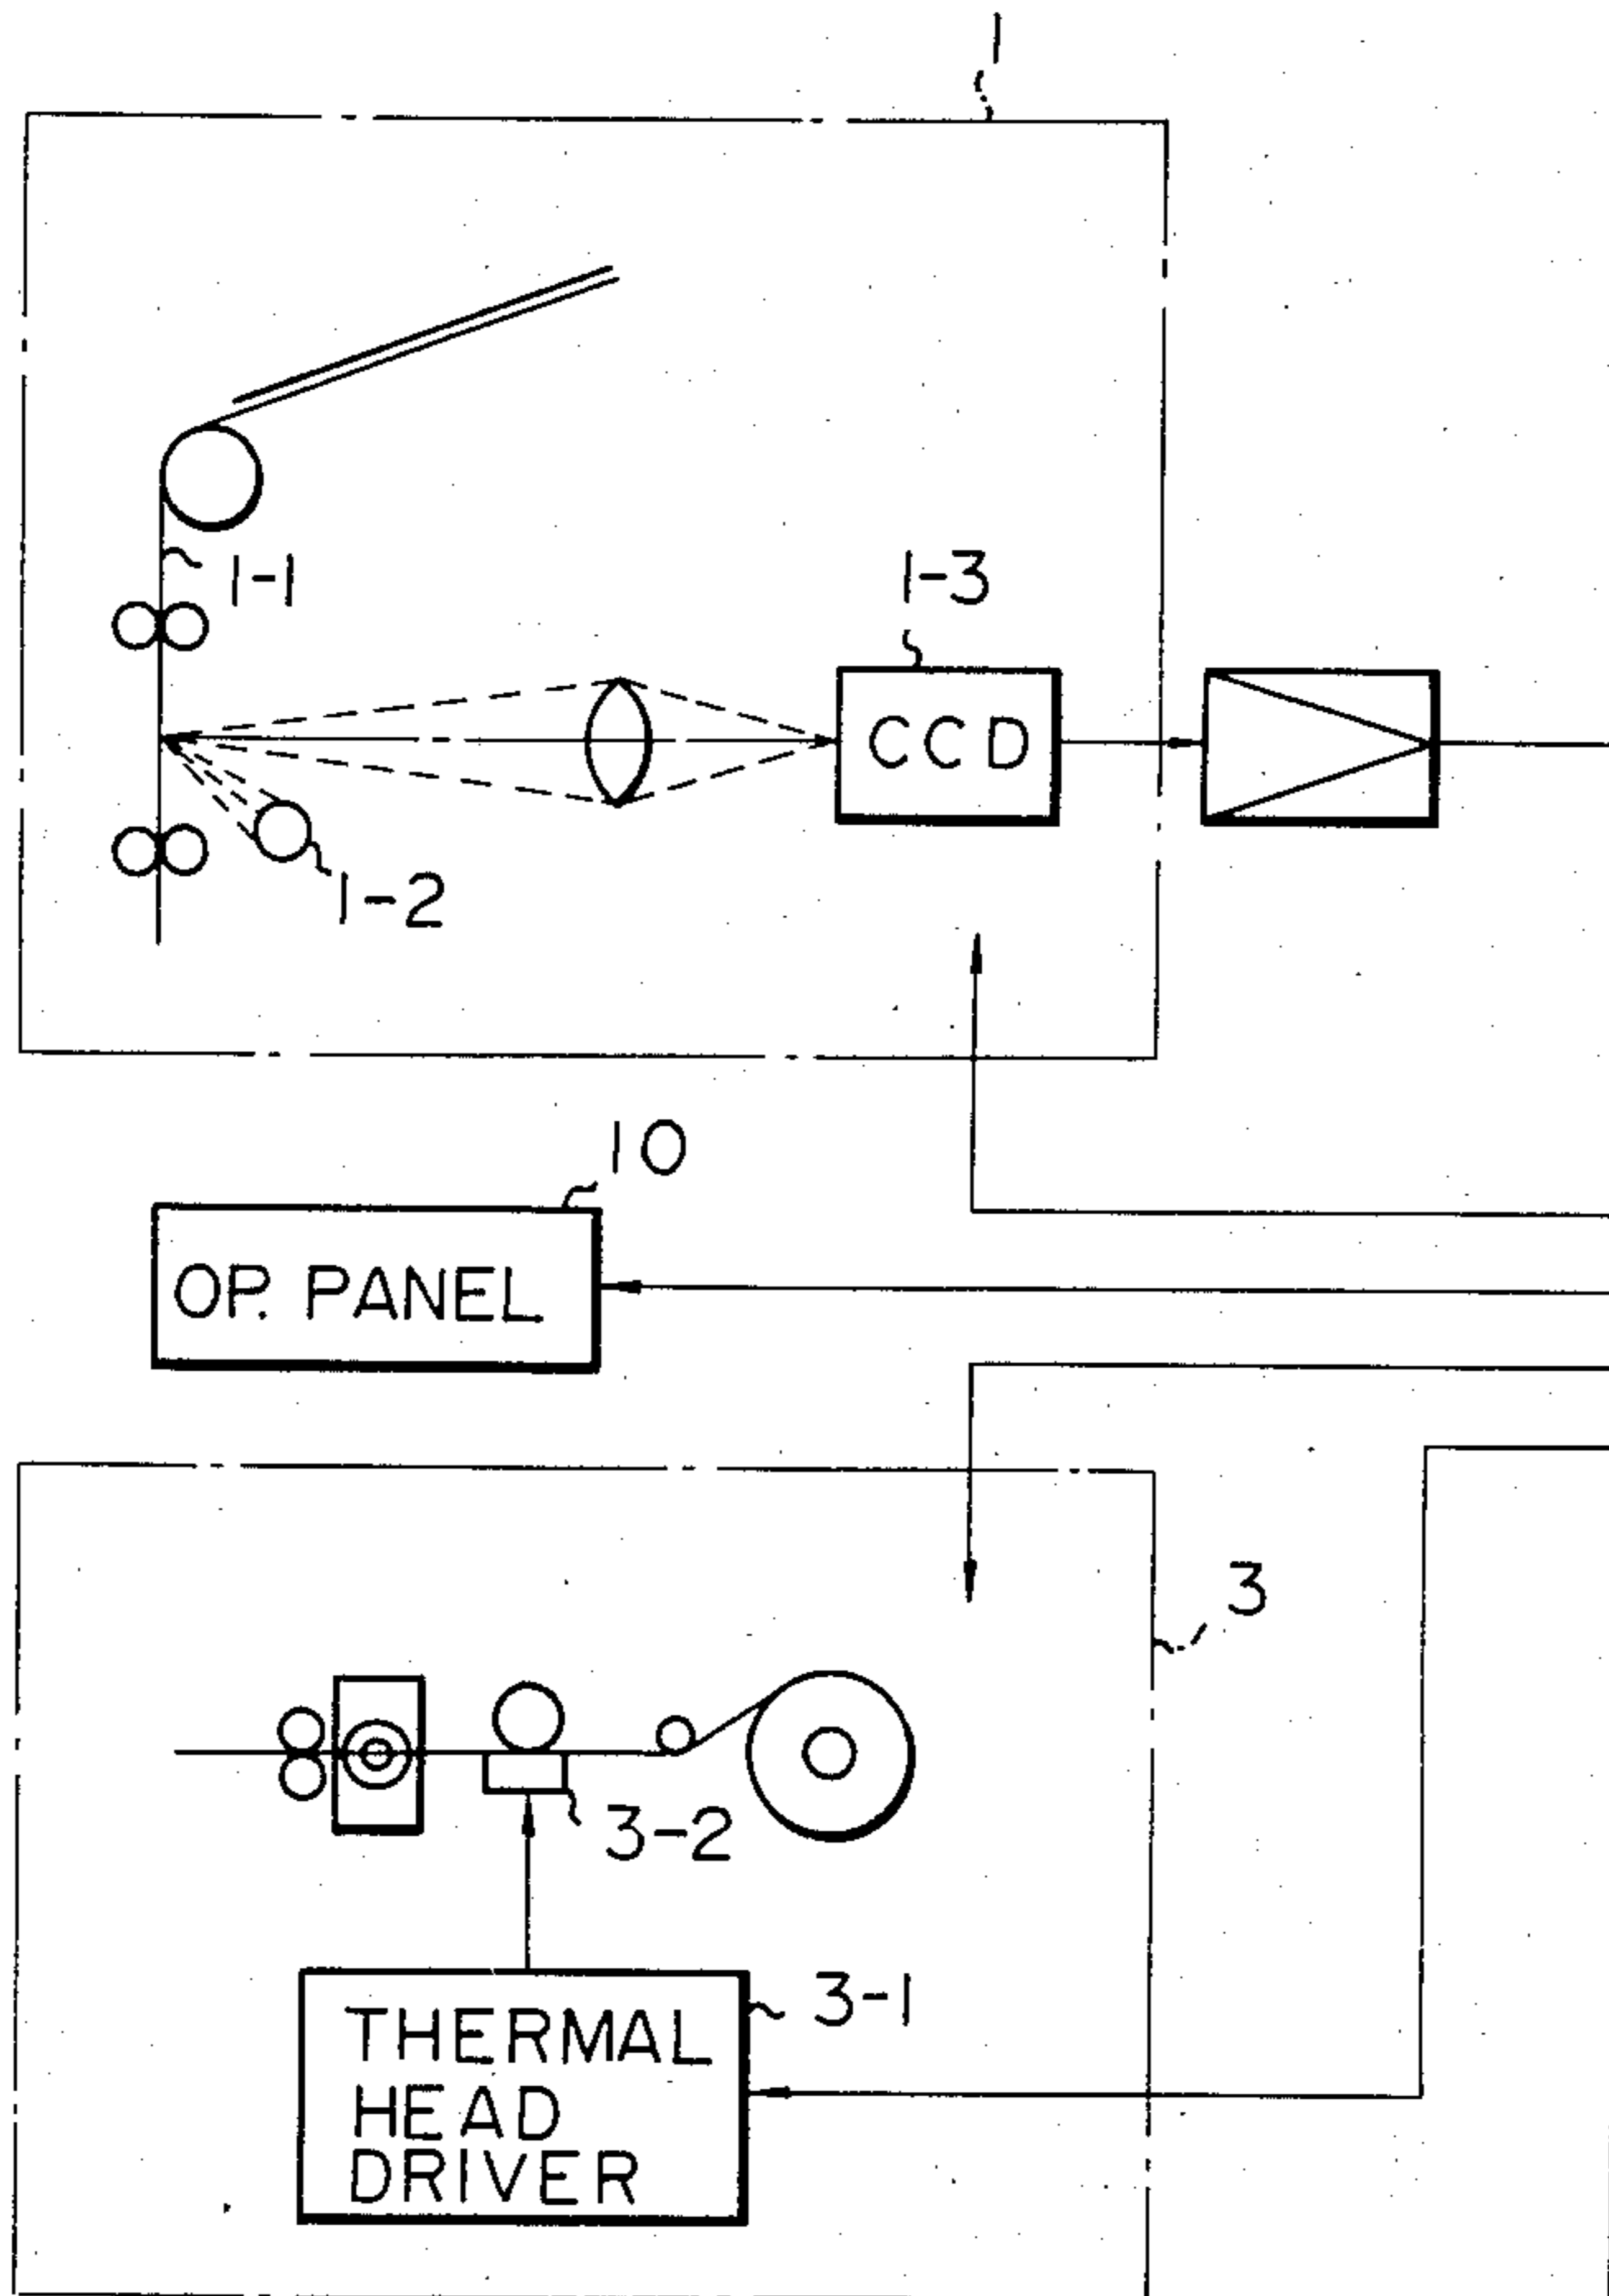 1
1-1
1-3
CCD
1-2
10
OP. PANEL
3
3-2
3-1
THERMAL
HEAD
DRIVER